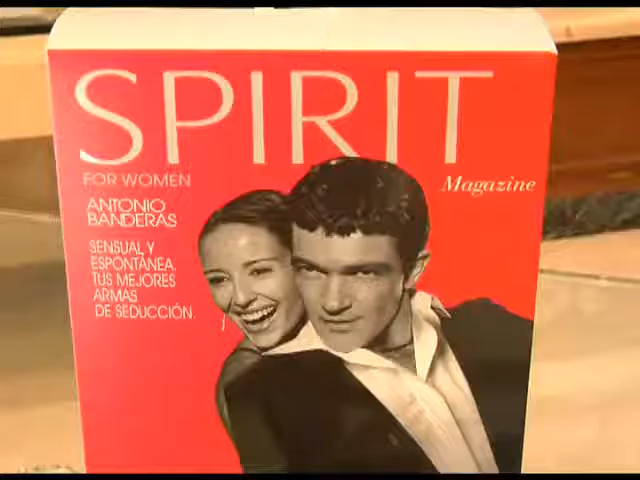 SPIRIT
FOR WOMEN
Magazine
ANTONIO
BANDERAS
SENSUAL Y
ESPONTÁNEA.
TUS MEJORES
ARMAS
DE SEDUCCIÓN.